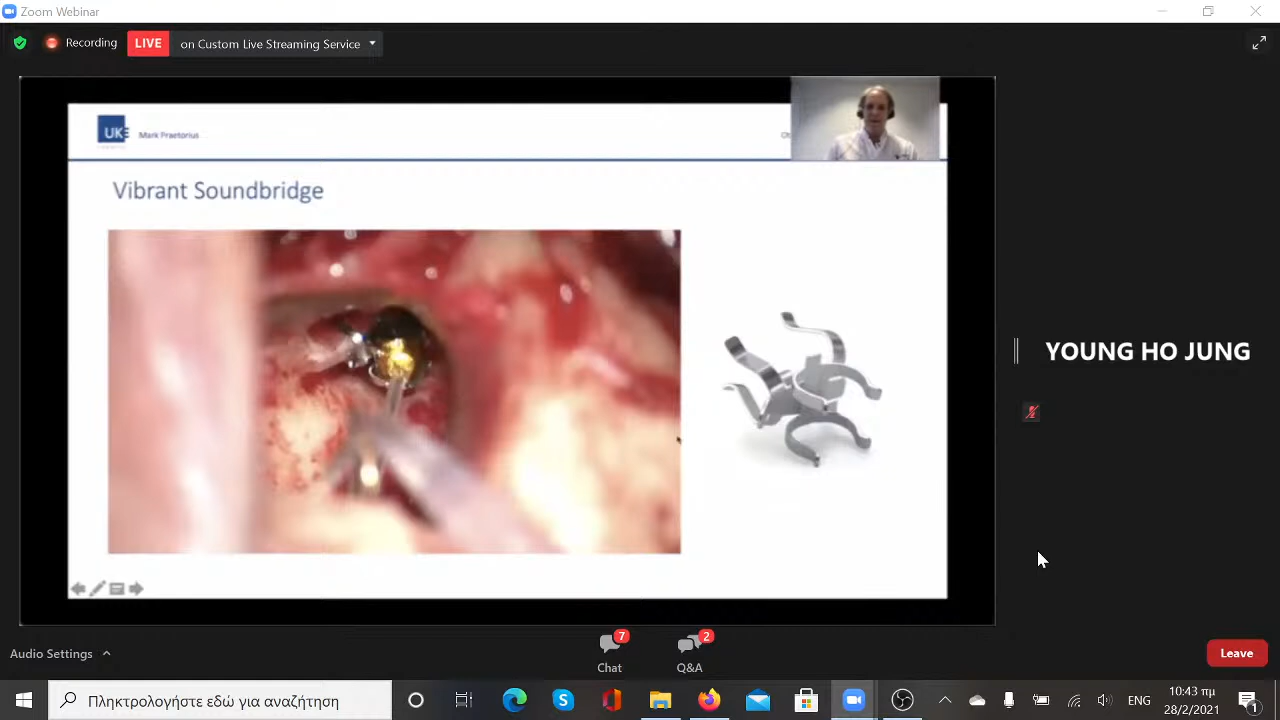 Zoom Webinar
Recording
LIVE
on Custom Live Streaming Service
UKE
Mark Praetorius
Vibrant Soundbridge
YOUNG HO JUNG
Audio Settings
7
Chat
2
Q&A
Leave
Πληκτρολογήστε εδώ για αναζήτηση
ENG
10:43 πμ
28/2/2021
1